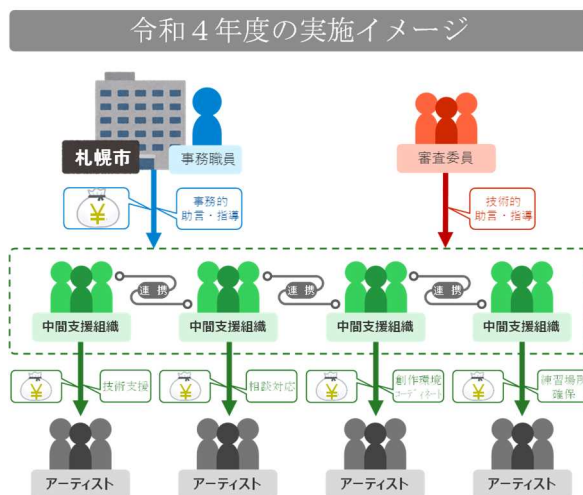 令和４年度の実施イメージ
札幌市
事務職員
審査委員
¥
事務的
助言・指導
技術的
助言・指導
連携
連携
連携
中間支援組織
中間支援組織
中間支援組織
中間支援組織
¥
技術支援
¥
相談対応
¥
創作環境
コーディネート
¥
練習場所
確保
アーティスト
アーティスト
アーティスト
アーティスト